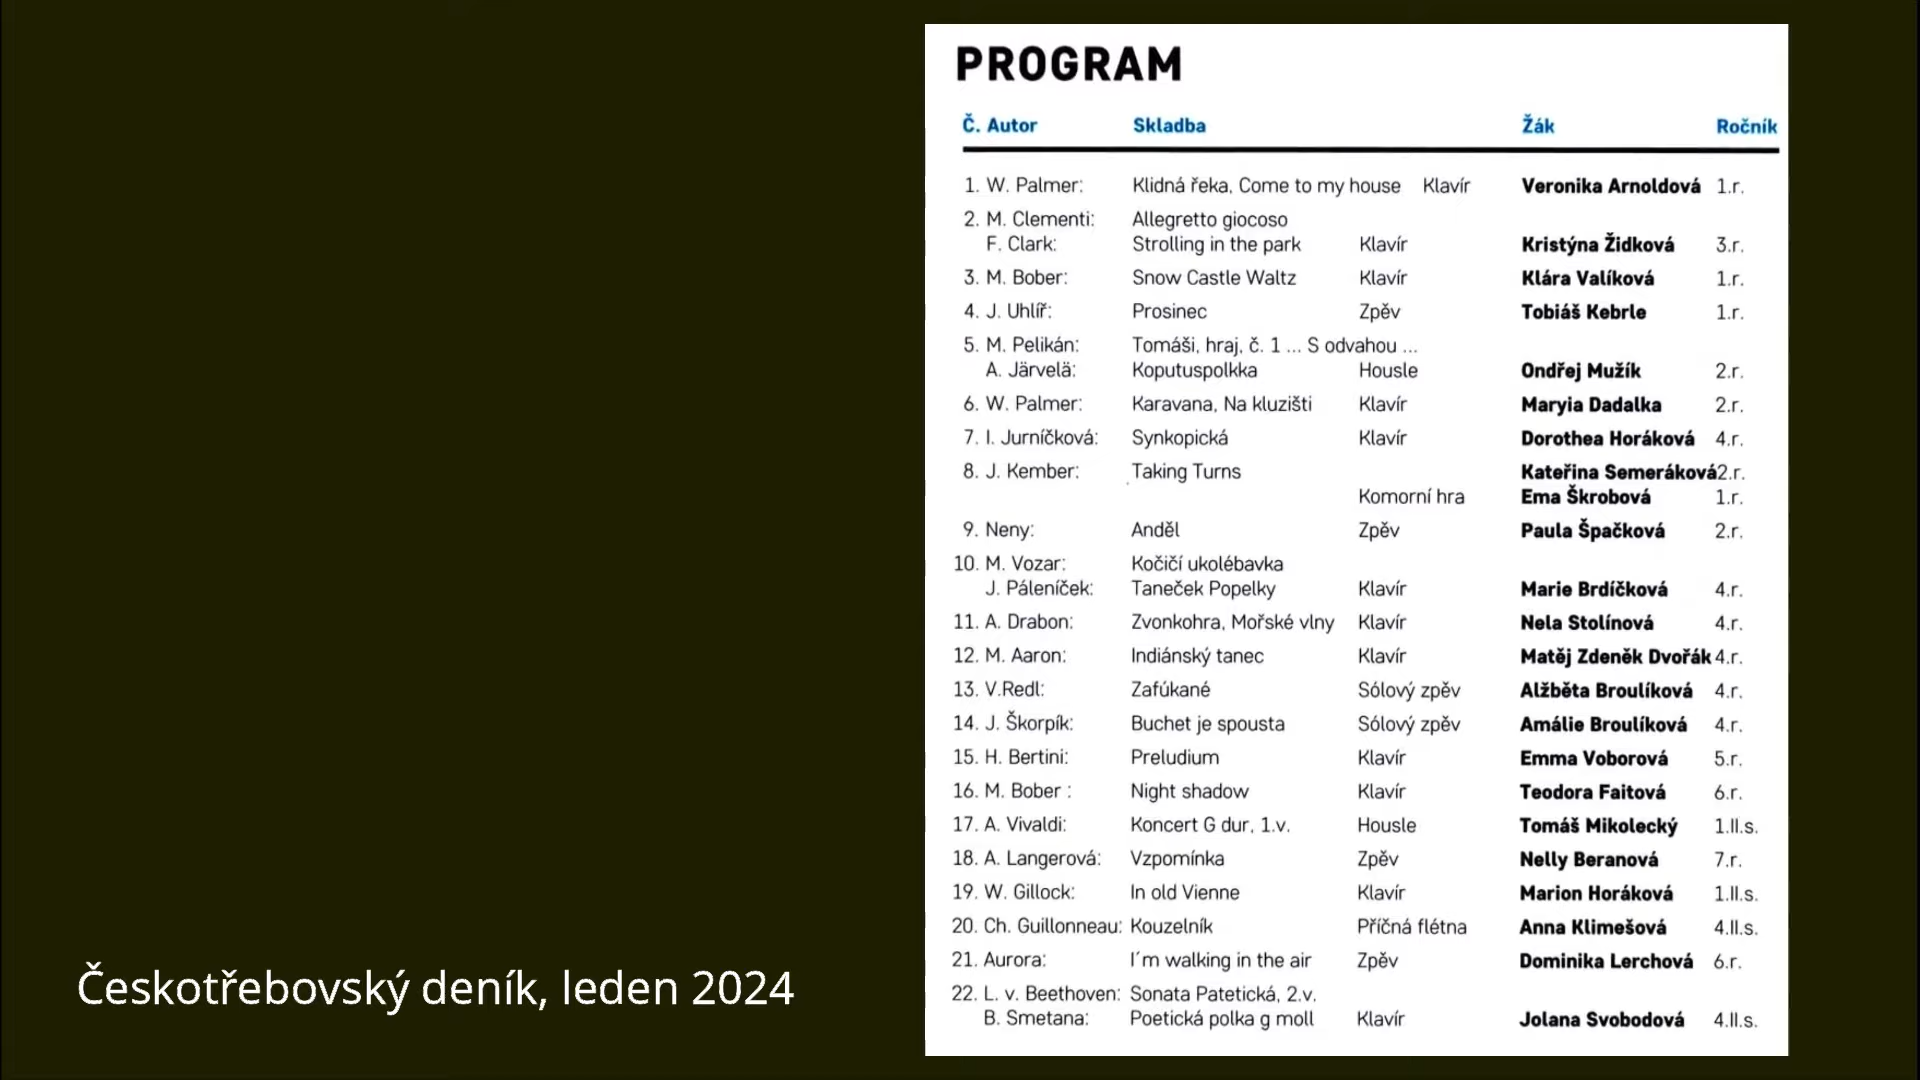 PROGRAM
Č. Autor Skladba Žák Ročník
1. W. Palmer: Klidná řeka, Come to my house Klavír Veronika Arnoldová 1.r.
2. M. Clementi: Allegretto giocoso
F. Clark: Strolling in the park Klavír Kristýna Židková 3.r.
3. M. Bober: Snow Castle Waltz Klavír Klára Valíková 1.r.
4. J. Uhlíř: Prosinec Zpěv Tobiáš Kebrle 1.r.
5. M. Pelikán: Tomáši, hraj, č. 1 ... S odvahou ...
A. Järvelä: Koputuspolkka Housle Ondřej Mužík 2.r.
6. W. Palmer: Karavana, Na kluzišti Klavír Maryia Dadalka 2.r.
7. I. Jurníčková: Synkopická Klavír Dorothea Horáková 4.r.
8. J. Kember: Taking Turns Kateřina Semeráková 2.r.
Komorní hra Ema Škrobová 1.r.
9. Neny: Anděl Zpěv Paula Špačková 2.r.
10. M. Vozar: Kočičí ukolébavka
J. Páleníček: Taneček Popelky Klavír Marie Brdíčková 4.r.
11. A. Drabon: Zvonkohra, Mořské vlny Klavír Nela Stolínová 4.r.
12. M. Aaron: Indiánský tanec Klavír Matěj Zdeněk Dvořák 4.r.
13. V.Redl: Zafúkané Sólový zpěv Alžběta Broulíková 4.r.
14. J. Škorpík: Buchet je spousta Sólový zpěv Amálie Broulíková 4.r.
15. H. Bertini: Preludium Klavír Emma Voborová 5.r.
16. M. Bober : Night shadow Klavír Teodora Faitová 6.r.
17. A. Vivaldi: Koncert G dur, 1.v. Housle Tomáš Mikolecký 1.II.s.
18. A. Langerová: Vzpomínka Zpěv Nelly Beranová 7.r.
19. W. Gillock: In old Vienne Klavír Marion Horáková 1.II.s.
20. Ch. Guillonneau: Kouzelník Příčná flétna Anna Klimešová 4.II.s.
21. Aurora: I´m walking in the air Zpěv Dominika Lerchová 6.r.
22. L. v. Beethoven: Sonata Patetická, 2.v.
B. Smetana: Poetická polka g moll Klavír Jolana Svobodová 4.II.s.
Českotřebovský deník, leden 2024